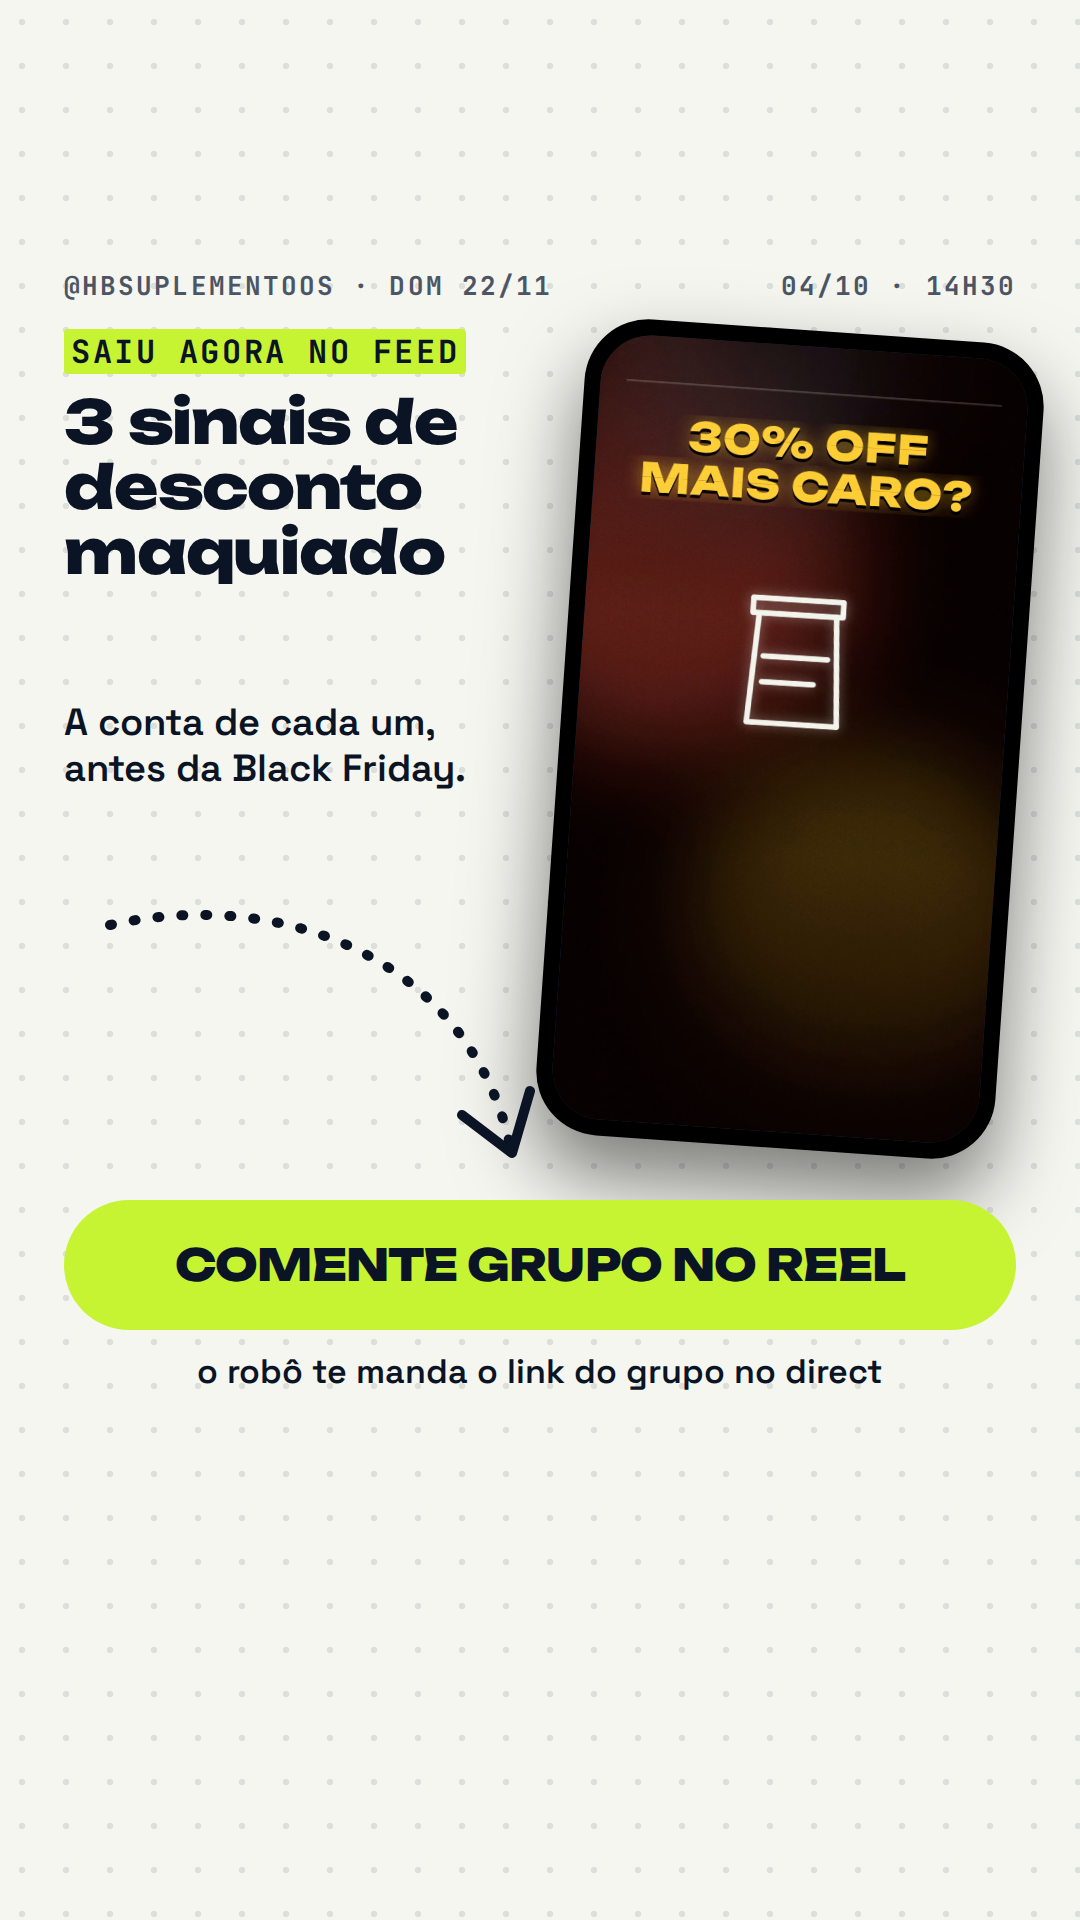 @HBSUPLEMENTOOS · DOM 22/11
04/10 · 14H30
SAIU AGORA NO FEED
3 sinais de
desconto
maquiado
30% OFF
MAIS CARO?
A conta de cada um,
antes da Black Friday.
COMENTE GRUPO NO REEL
o robô te manda o link do grupo no direct